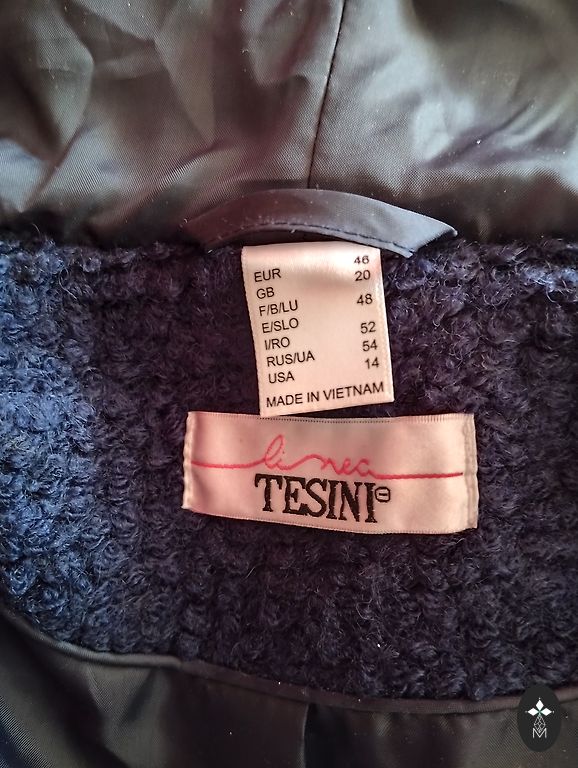 EUR 46
GB 20
F/B/LU 48
E/SLO
I/RO 52
RUS/UA 54
USA 14
MADE IN VIETNAM
linea
TESINI
M